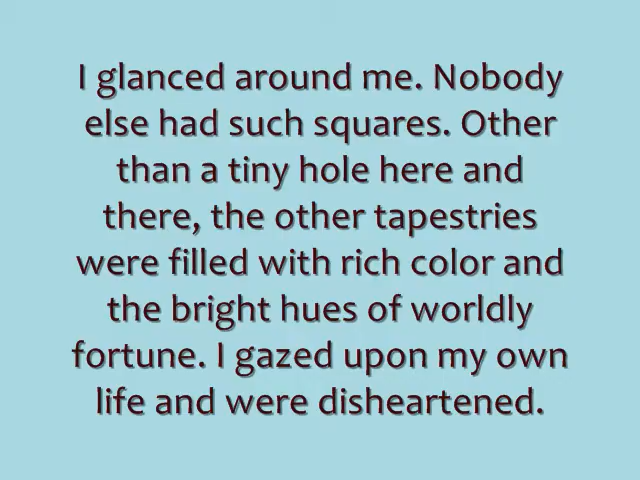 I glanced around me. Nobody
else had such squares. Other
than a tiny hole here and
there, the other tapestries
were filled with rich color and
the bright hues of worldly
fortune. I gazed upon my own
life and were disheartened.